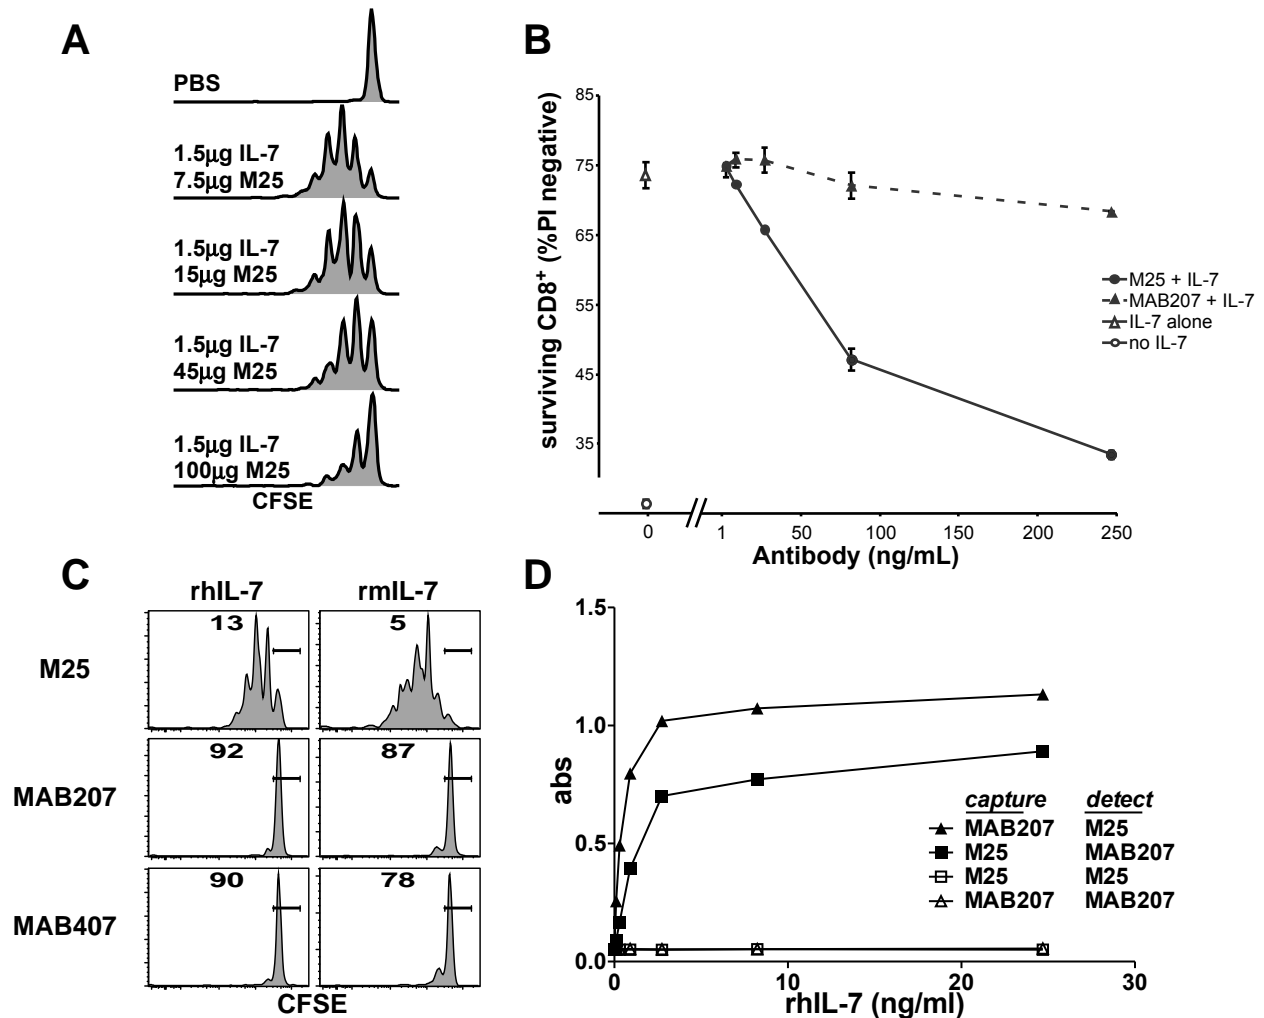 A
PBS
1.5μg IL-7
7.5μg M25
1.5μg IL-7
15μg M25
1.5μg IL-7
45μg M25
1.5μg IL-7
100μg M25
CFSE
B
surviving CD8+ (%PI negative)
85
75
65
55
45
35
0
1
50
100
150
200
250
Antibody (ng/mL)
M25 + IL-7
MAB207 + IL-7
IL-7 alone
no IL-7
C
rhIL-7
rmIL-7
M25
13
5
MAB207
92
87
MAB407
90
78
CFSE
D
abs
1.5
1.0
0.5
0.0
0
10
20
30
rhIL-7 (ng/ml)
capture detect
MAB207 M25
M25 MAB207
M25 M25
MAB207 MAB207